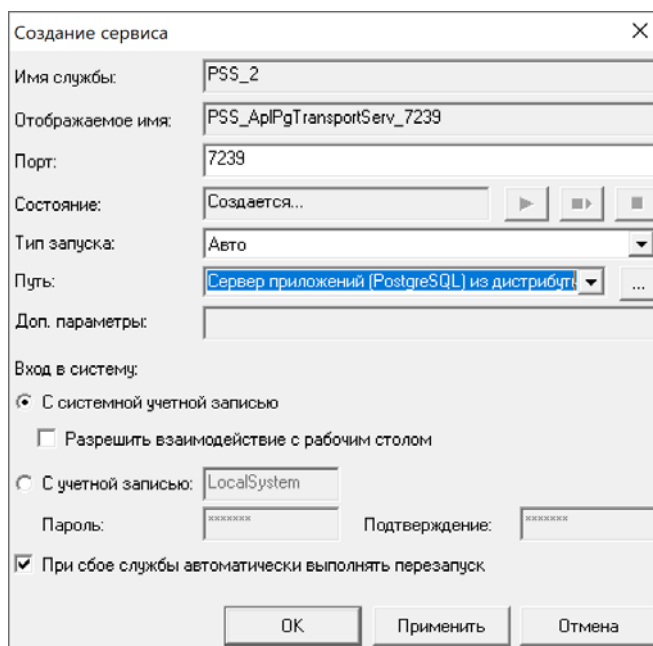 Создание сервиса
Имя службы: PSS_2
Отображаемое имя: PSS_AplPgTransportServ_7239
Порт: 7239
Состояние: Создается...
Тип запуска: Авто
Путь: Сервер приложений (PostgreSQL) из дистрибути ...
Доп. параметры:
Вход в систему:
С системной учетной записью
Разрешить взаимодействие с рабочим столом
С учетной записью: LocalSystem
Пароль: ******* Подтверждение: *******
При сбое службы автоматически выполнять перезапуск
OK Применить Отмена